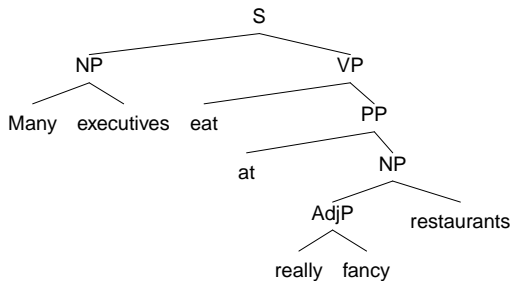 S
NP VP
Many executives eat PP
at NP
AdjP restaurants
really fancy